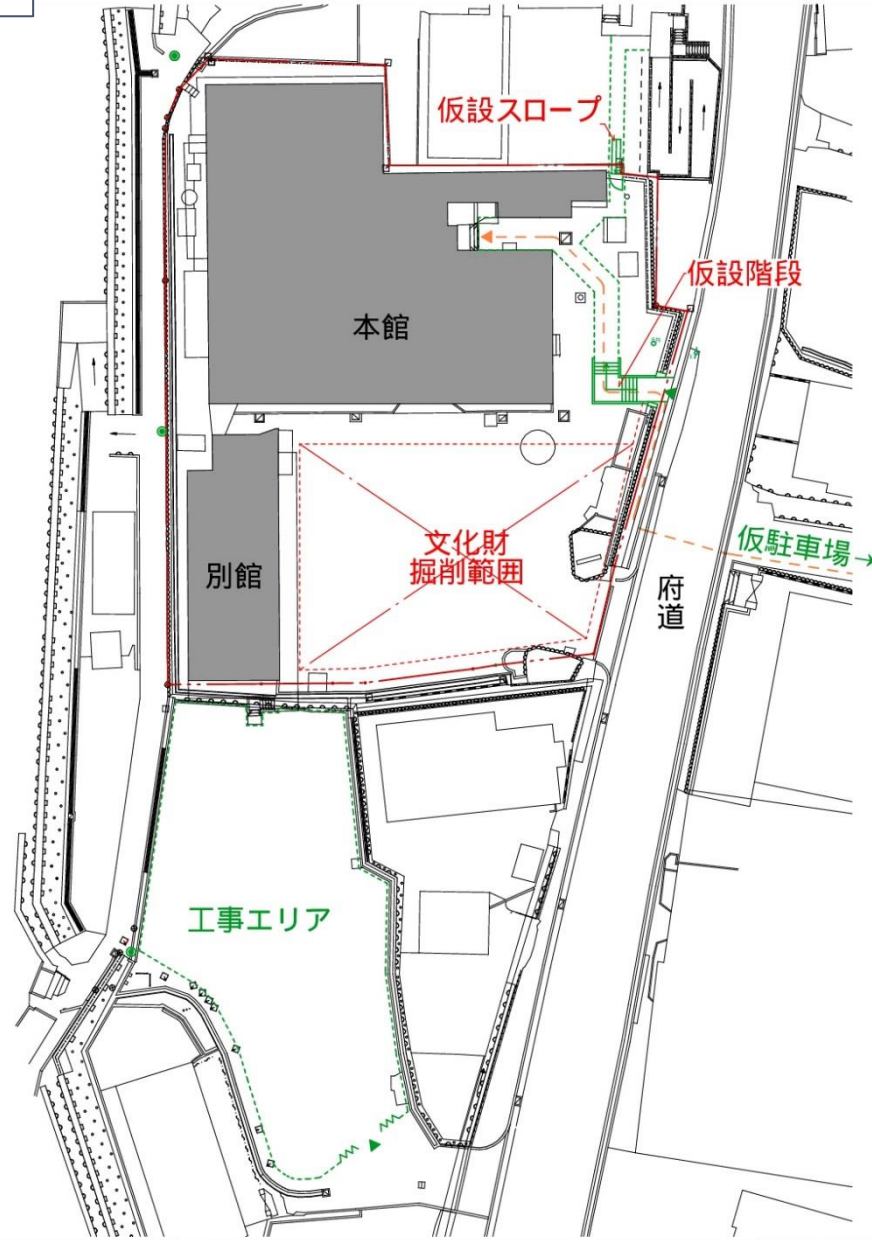 仮設スロープ
仮設階段
本館
文化財
掘削範囲
仮駐車場→
別館
府道
工事エリア